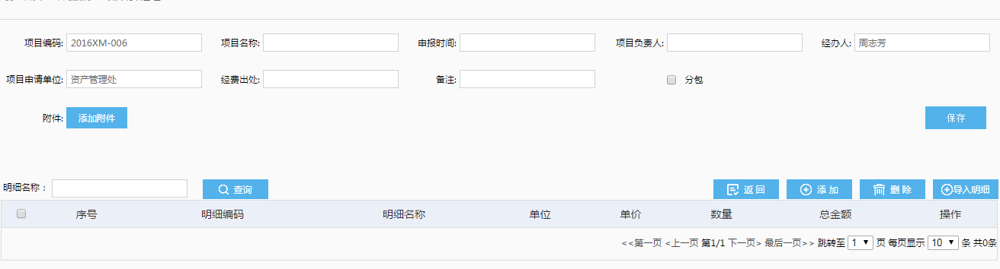 项目编码: 2016XM-006 项目名称: 申报时间: 项目负责人: 经办人: 周志芳
项目申请单位: 资产管理处 经费出处: 备注: 分包
附件: 添加附件 保存
明细名称： 查询 返 回 添 加 删 除 导入明细
序号 明细编码 明细名称 单位 单价 数量 总金额 操作
<<第一页 <上一页 第1/1 下一页> 最后一页>> 跳转至 1 页 每页显示 10 条 共0条